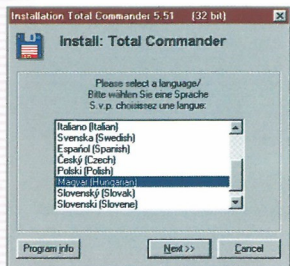 Installation Total Commander 5.51 (32 bit)
Install: Total Commander
Please select a language/
Bitte wählen Sie eine Sprache
S.v.p. choisissez une langue:
Italiano (Italian)
Svenska (Swedish)
Español (Spanish)
Český (Czech)
Polski (Polish)
Magyar (Hungarian)
Slovenský (Slovak)
Slovenski (Slovene)
Program info
Next >>
Cancel